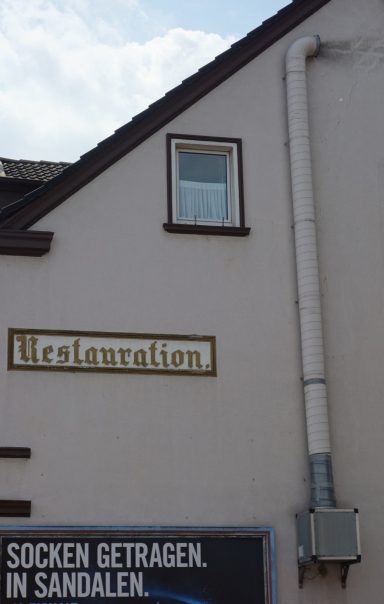 Restauration.
SOCKEN GETRAGEN.
IN SANDALEN.